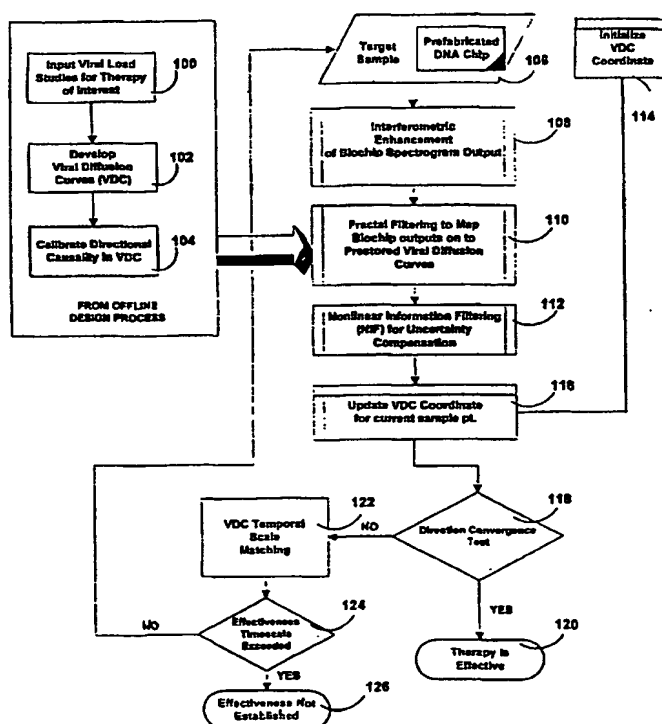 Input Viral Load
Studies for Therapy
of Interest
100
Develop
Viral Diffusion
Curves (VDC)
102
Calibrate Directional
Causality in VDC
104
FROM OFFLINE
DESIGN PROCESS
Target
Sample
Prefabricated
DNA Chip
106
Initialize
VDC
Coordinate
114
Interferometric
Enhancement
of Biochip Spectrogram Output
108
Fractal Filtering to Map
Biochip outputs on to
Prestored Viral Diffusion
Curves
110
Nonlinear Information Filtering
(NIF) for Uncertainty
Compensation
112
Update VDC Coordinate
for current sample pt.
116
Direction Convergence
Test
118
NO
VDC Temporal
Scale
Matching
122
YES
Effectiveness
Timescale
Exceeded
124
NO
YES
Therapy is
Effective
120
Effectiveness Not
Established
126